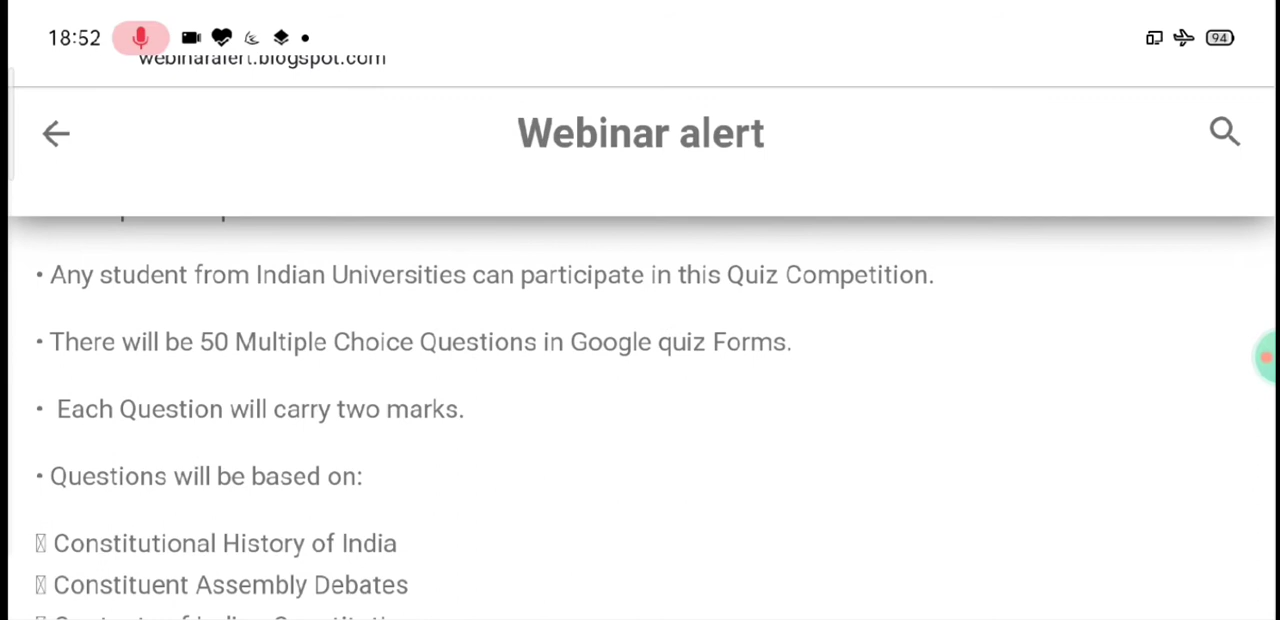 18:52
94
webinaralert.blogspot.com
Webinar alert
• Any student from Indian Universities can participate in this Quiz Competition.
• There will be 50 Multiple Choice Questions in Google quiz Forms.
• Each Question will carry two marks.
• Questions will be based on:
Constitutional History of India
Constituent Assembly Debates